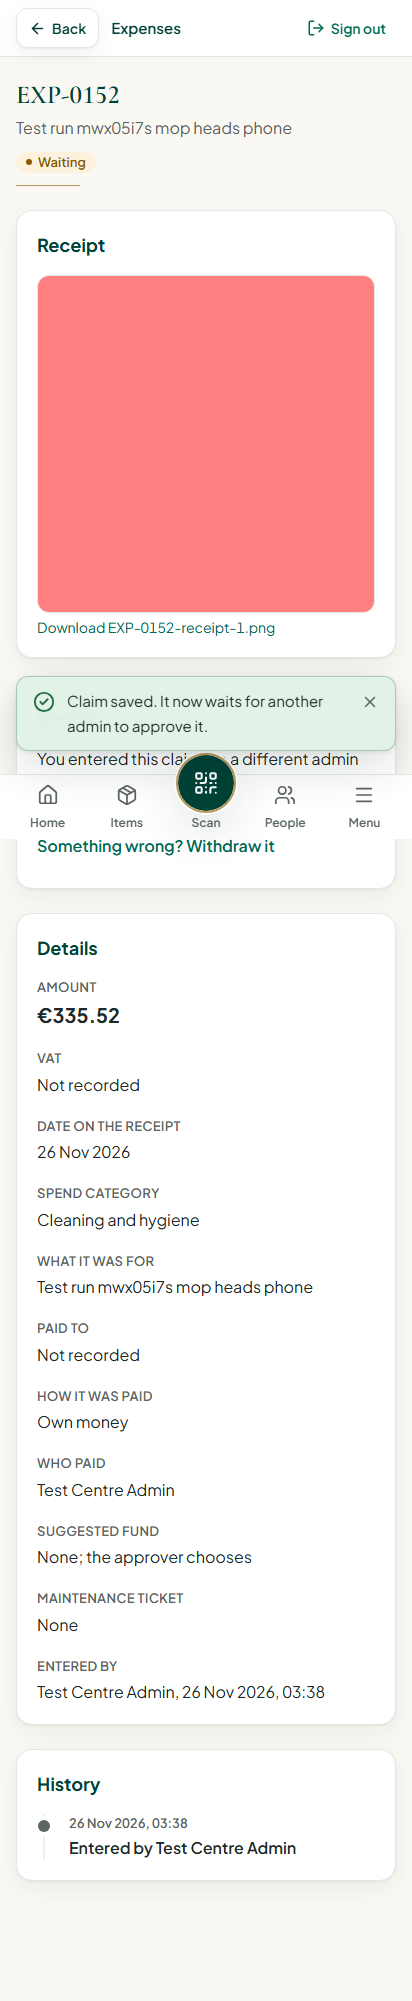 Back
Expenses
Sign out
EXP-0152
Test run mwx05i7s mop heads phone
Waiting
Receipt
Download EXP-0152-receipt-1.png
Claim saved. It now waits for another
admin to approve it.
You entered this a different admin
Home
Items
Scan
People
Menu
Something wrong? Withdraw it
Details
AMOUNT
€335.52
VAT
Not recorded
DATE ON THE RECEIPT
26 Nov 2026
SPEND CATEGORY
Cleaning and hygiene
WHAT IT WAS FOR
Test run mwx05i7s mop heads phone
PAID TO
Not recorded
HOW IT WAS PAID
Own money
WHO PAID
Test Centre Admin
SUGGESTED FUND
None; the approver chooses
MAINTENANCE TICKET
None
ENTERED BY
Test Centre Admin, 26 Nov 2026, 03:38
History
26 Nov 2026, 03:38
Entered by Test Centre Admin